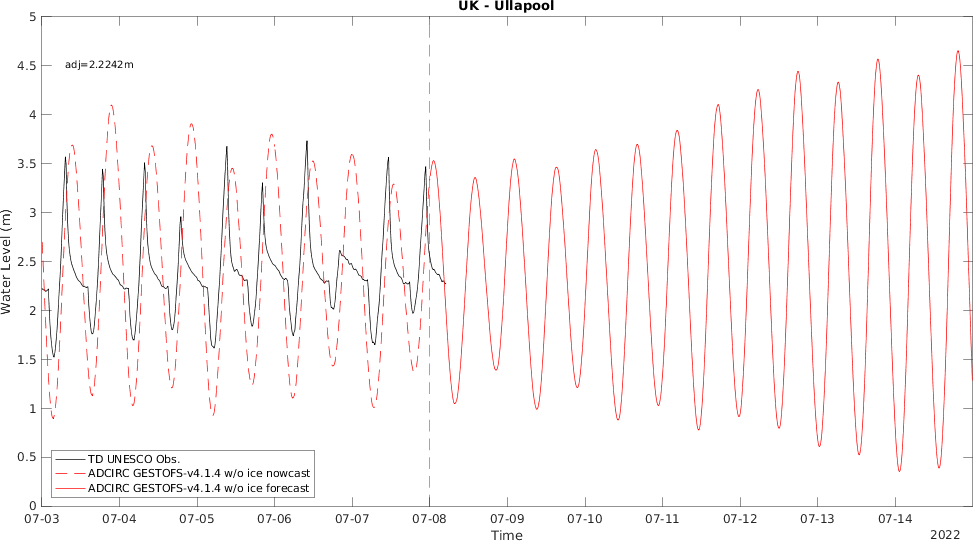 UK - Ullapool
adj=2.2242m
Water Level (m)
5
4.5
4
3.5
3
2.5
2
1.5
1
0.5
0
TD UNESCO Obs.
ADCIRC GESTOFS-v4.1.4 w/o ice nowcast
ADCIRC GESTOFS-v4.1.4 w/o ice forecast
07-03 07-04 07-05 07-06 07-07 07-08 07-09 07-10 07-11 07-12 07-13 07-14
Time
2022